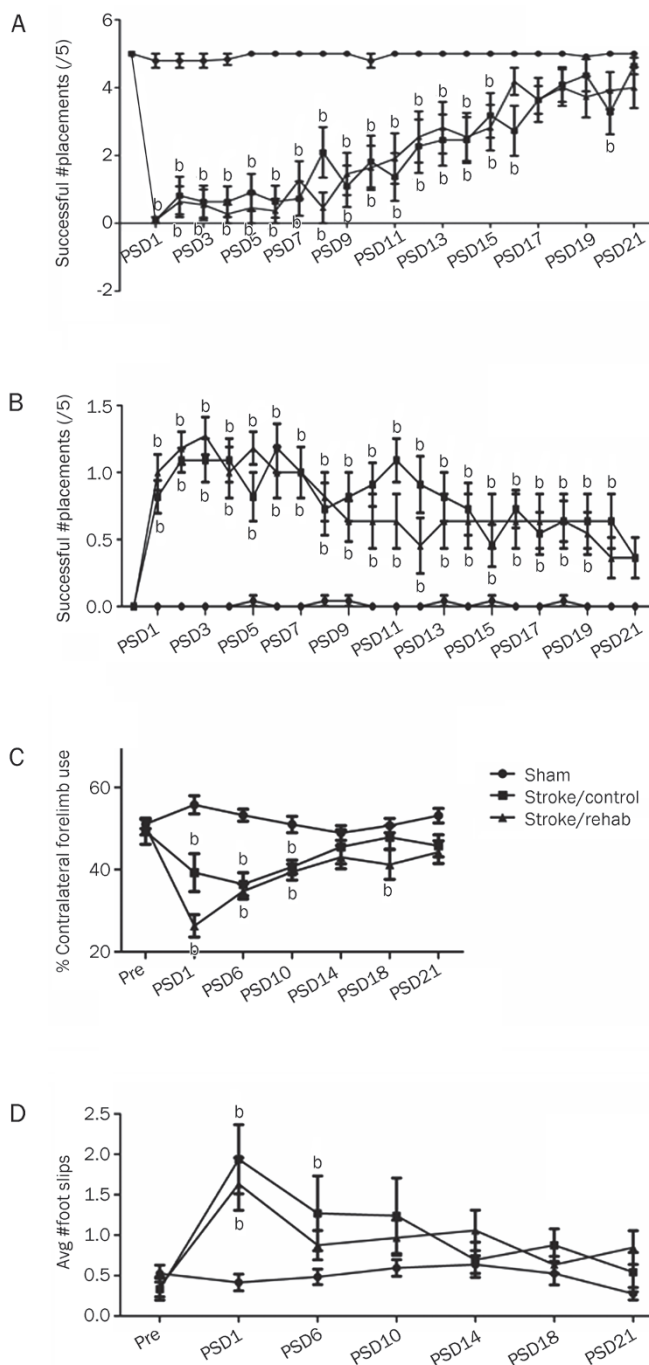 A
Successful #placements (/5)
6
4
2
0
-2
b b b b b b b b b b b b b b b
b b b b b b b b b b b b b b b b
PSD1 PSD3 PSD5 PSD7 PSD9 PSD11 PSD13 PSD15 PSD17 PSD19 PSD21
B
Successful #placements (/5)
1.5
1.0
0.5
0.0
b b b b b b b b b b b b b b b b b b b b
b b b b b b b b b b b b b b b b b b
PSD1 PSD3 PSD5 PSD7 PSD9 PSD11 PSD13 PSD15 PSD17 PSD19 PSD21
C
% Contralateral forelimb use
60
40
20
b b b
b b b b
Sham
Stroke/control
Stroke/rehab
Pre PSD1 PSD6 PSD10 PSD14 PSD18 PSD21
D
Avg #foot slips
2.5
2.0
1.5
1.0
0.5
0.0
b b
b
Pre PSD1 PSD6 PSD10 PSD14 PSD18 PSD21